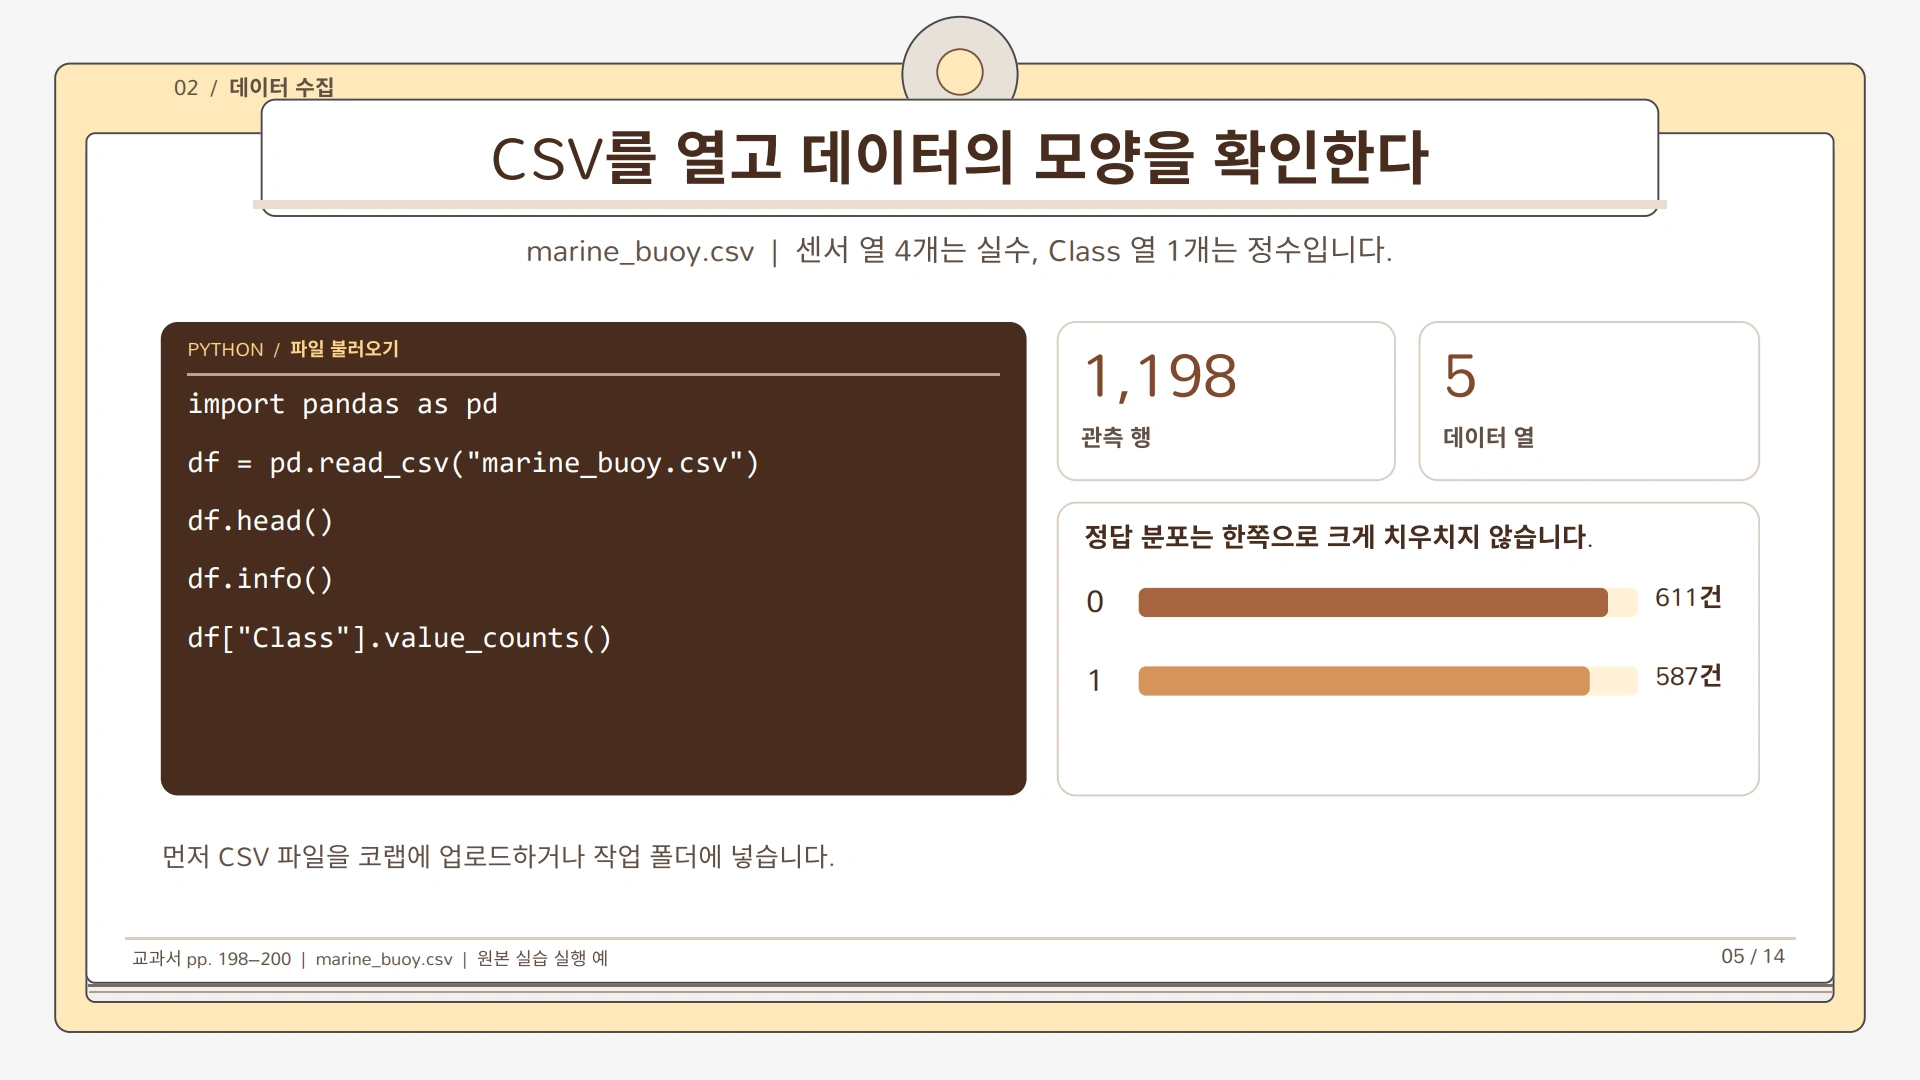 02 / 데이터 수집
CSV를 열고 데이터의 모양을 확인한다
marine_buoy.csv | 센서 열 4개는 실수, Class 열 1개는 정수입니다.
PYTHON / 파일 불러오기
import pandas as pd
df = pd.read_csv("marine_buoy.csv")
df.head()
df.info()
df["Class"].value_counts()
1,198
관측 행
5
데이터 열
정답 분포는 한쪽으로 크게 치우치지 않습니다.
0 611건
1 587건
먼저 CSV 파일을 코랩에 업로드하거나 작업 폴더에 넣습니다.
교과서 pp. 198–200 | marine_buoy.csv | 원본 실습 실행 예
05 / 14